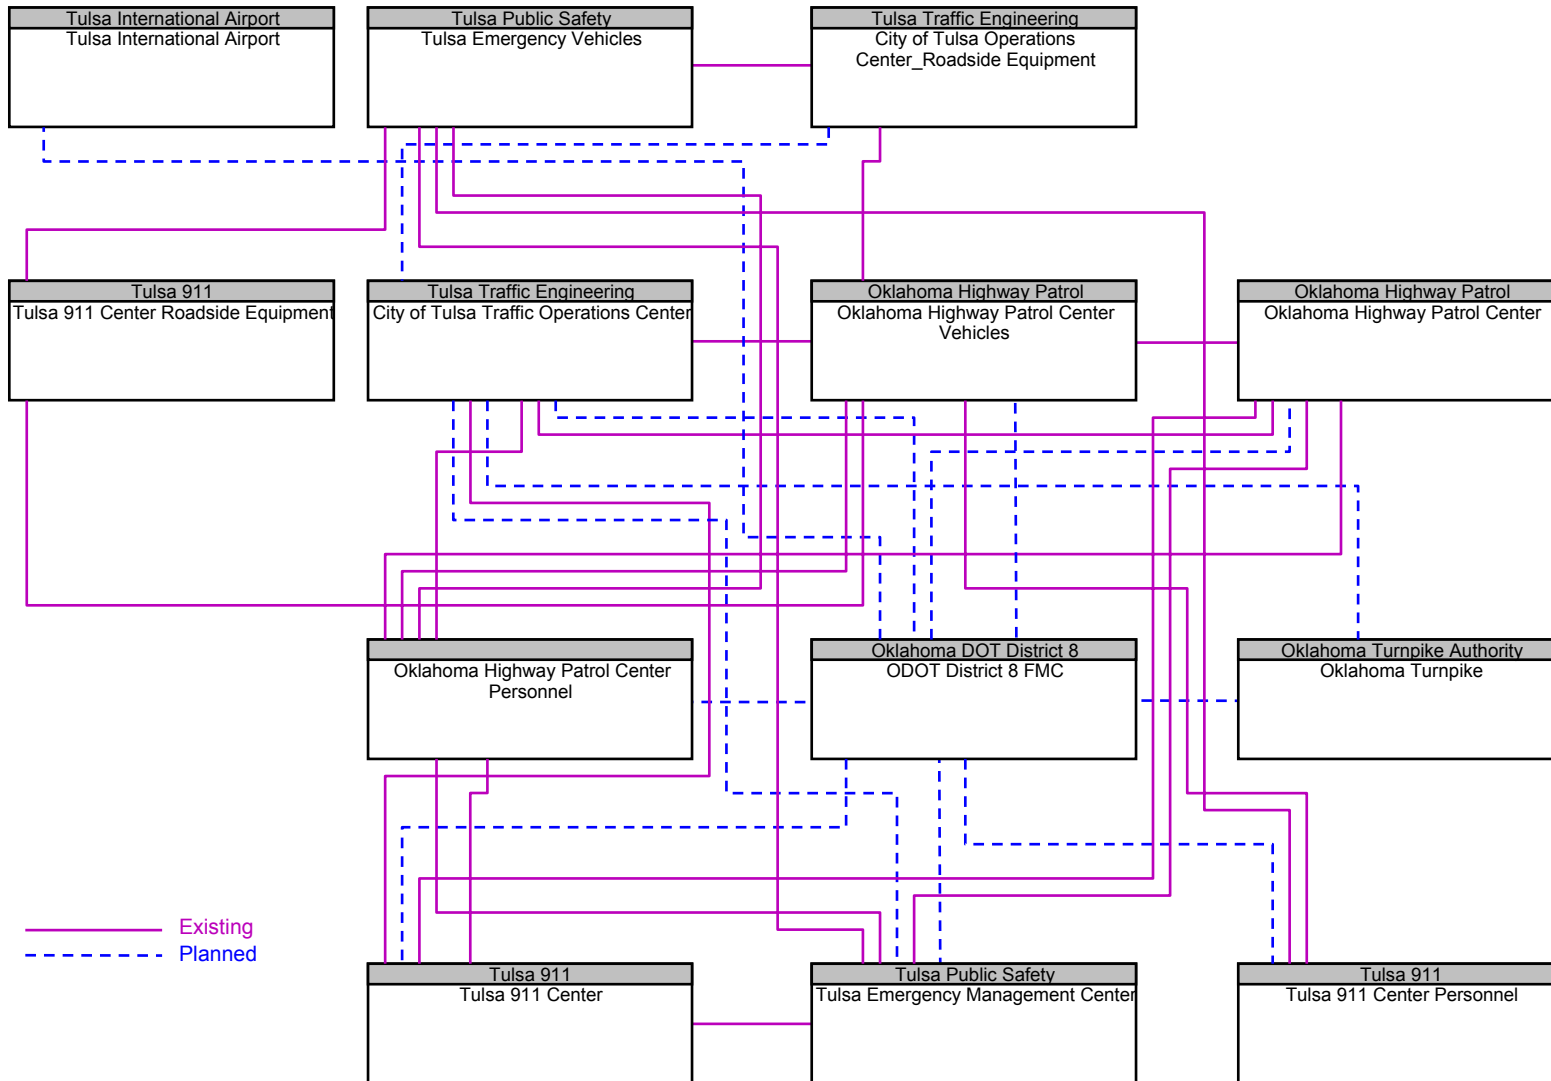 Tulsa International Airport
Tulsa International Airport
Tulsa Public Safety
Tulsa Emergency Vehicles
Tulsa Traffic Engineering
City of Tulsa Operations
Center_Roadside Equipment
Tulsa 911
Tulsa 911 Center Roadside Equipment
Tulsa Traffic Engineering
City of Tulsa Traffic Operations Center
Oklahoma Highway Patrol
Oklahoma Highway Patrol Center
Vehicles
Oklahoma Highway Patrol
Oklahoma Highway Patrol Center
Oklahoma Highway Patrol Center
Personnel
Oklahoma DOT District 8
ODOT District 8 FMC
Oklahoma Turnpike Authority
Oklahoma Turnpike
Existing
Planned
Tulsa 911
Tulsa 911 Center
Tulsa Public Safety
Tulsa Emergency Management Center
Tulsa 911
Tulsa 911 Center Personnel